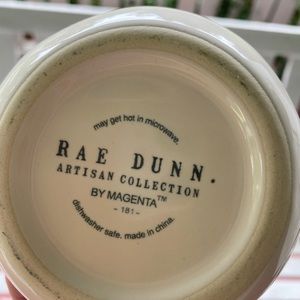 may get hot in microwave.
RAE DUNN.
ARTISAN COLLECTION
BY MAGENTA™
- 181 -
dishwasher safe. made in china.